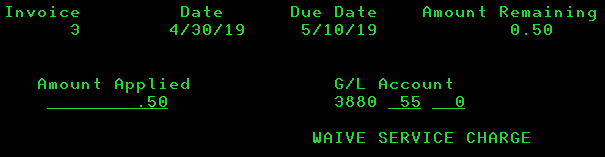 Invoice Date Due Date Amount Remaining
3 4/30/19 5/10/19 0.50
Amount Applied G/L Account
.50 3880 55 0
WAIVE SERVICE CHARGE